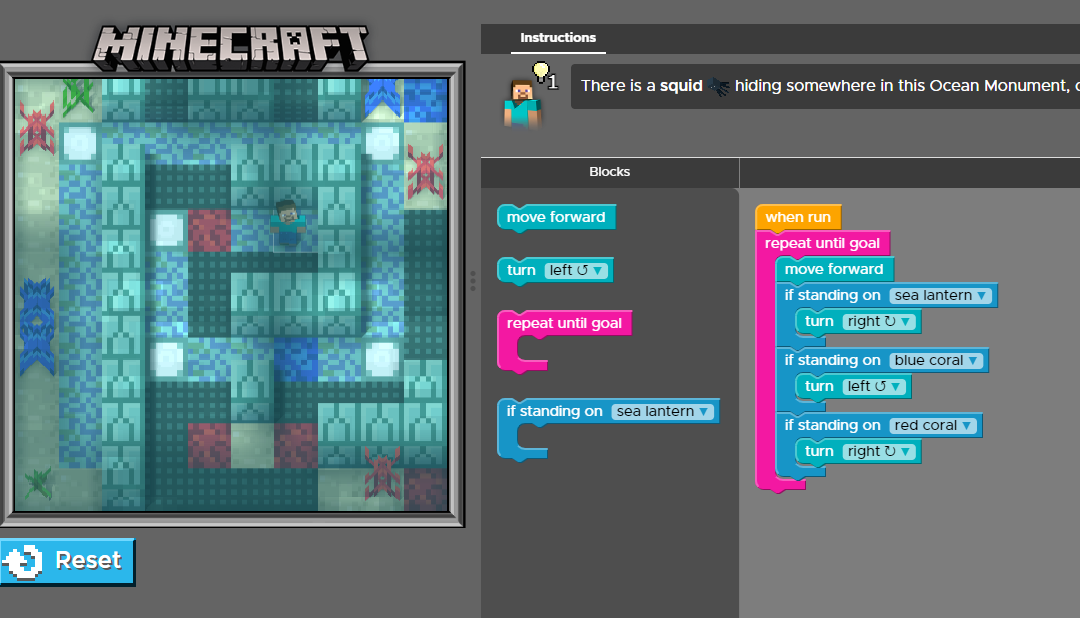 MINECRAFT
Instructions
1
There is a squid hiding somewhere in this Ocean Monument,
Blocks
move forward
turn left ↺ ▼
repeat until goal
if standing on sea lantern ▼
when run
repeat until goal
move forward
if standing on sea lantern ▼
turn right ↻ ▼
if standing on blue coral ▼
turn left ↺ ▼
if standing on red coral ▼
turn right ↻ ▼
Reset